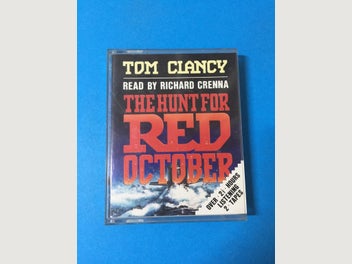 TOM CLANCY
READ BY RICHARD CRENNA
THE HUNT FOR
RED
OCTOBER
OVER 2½ HOURS
LISTENING
2 TAPES